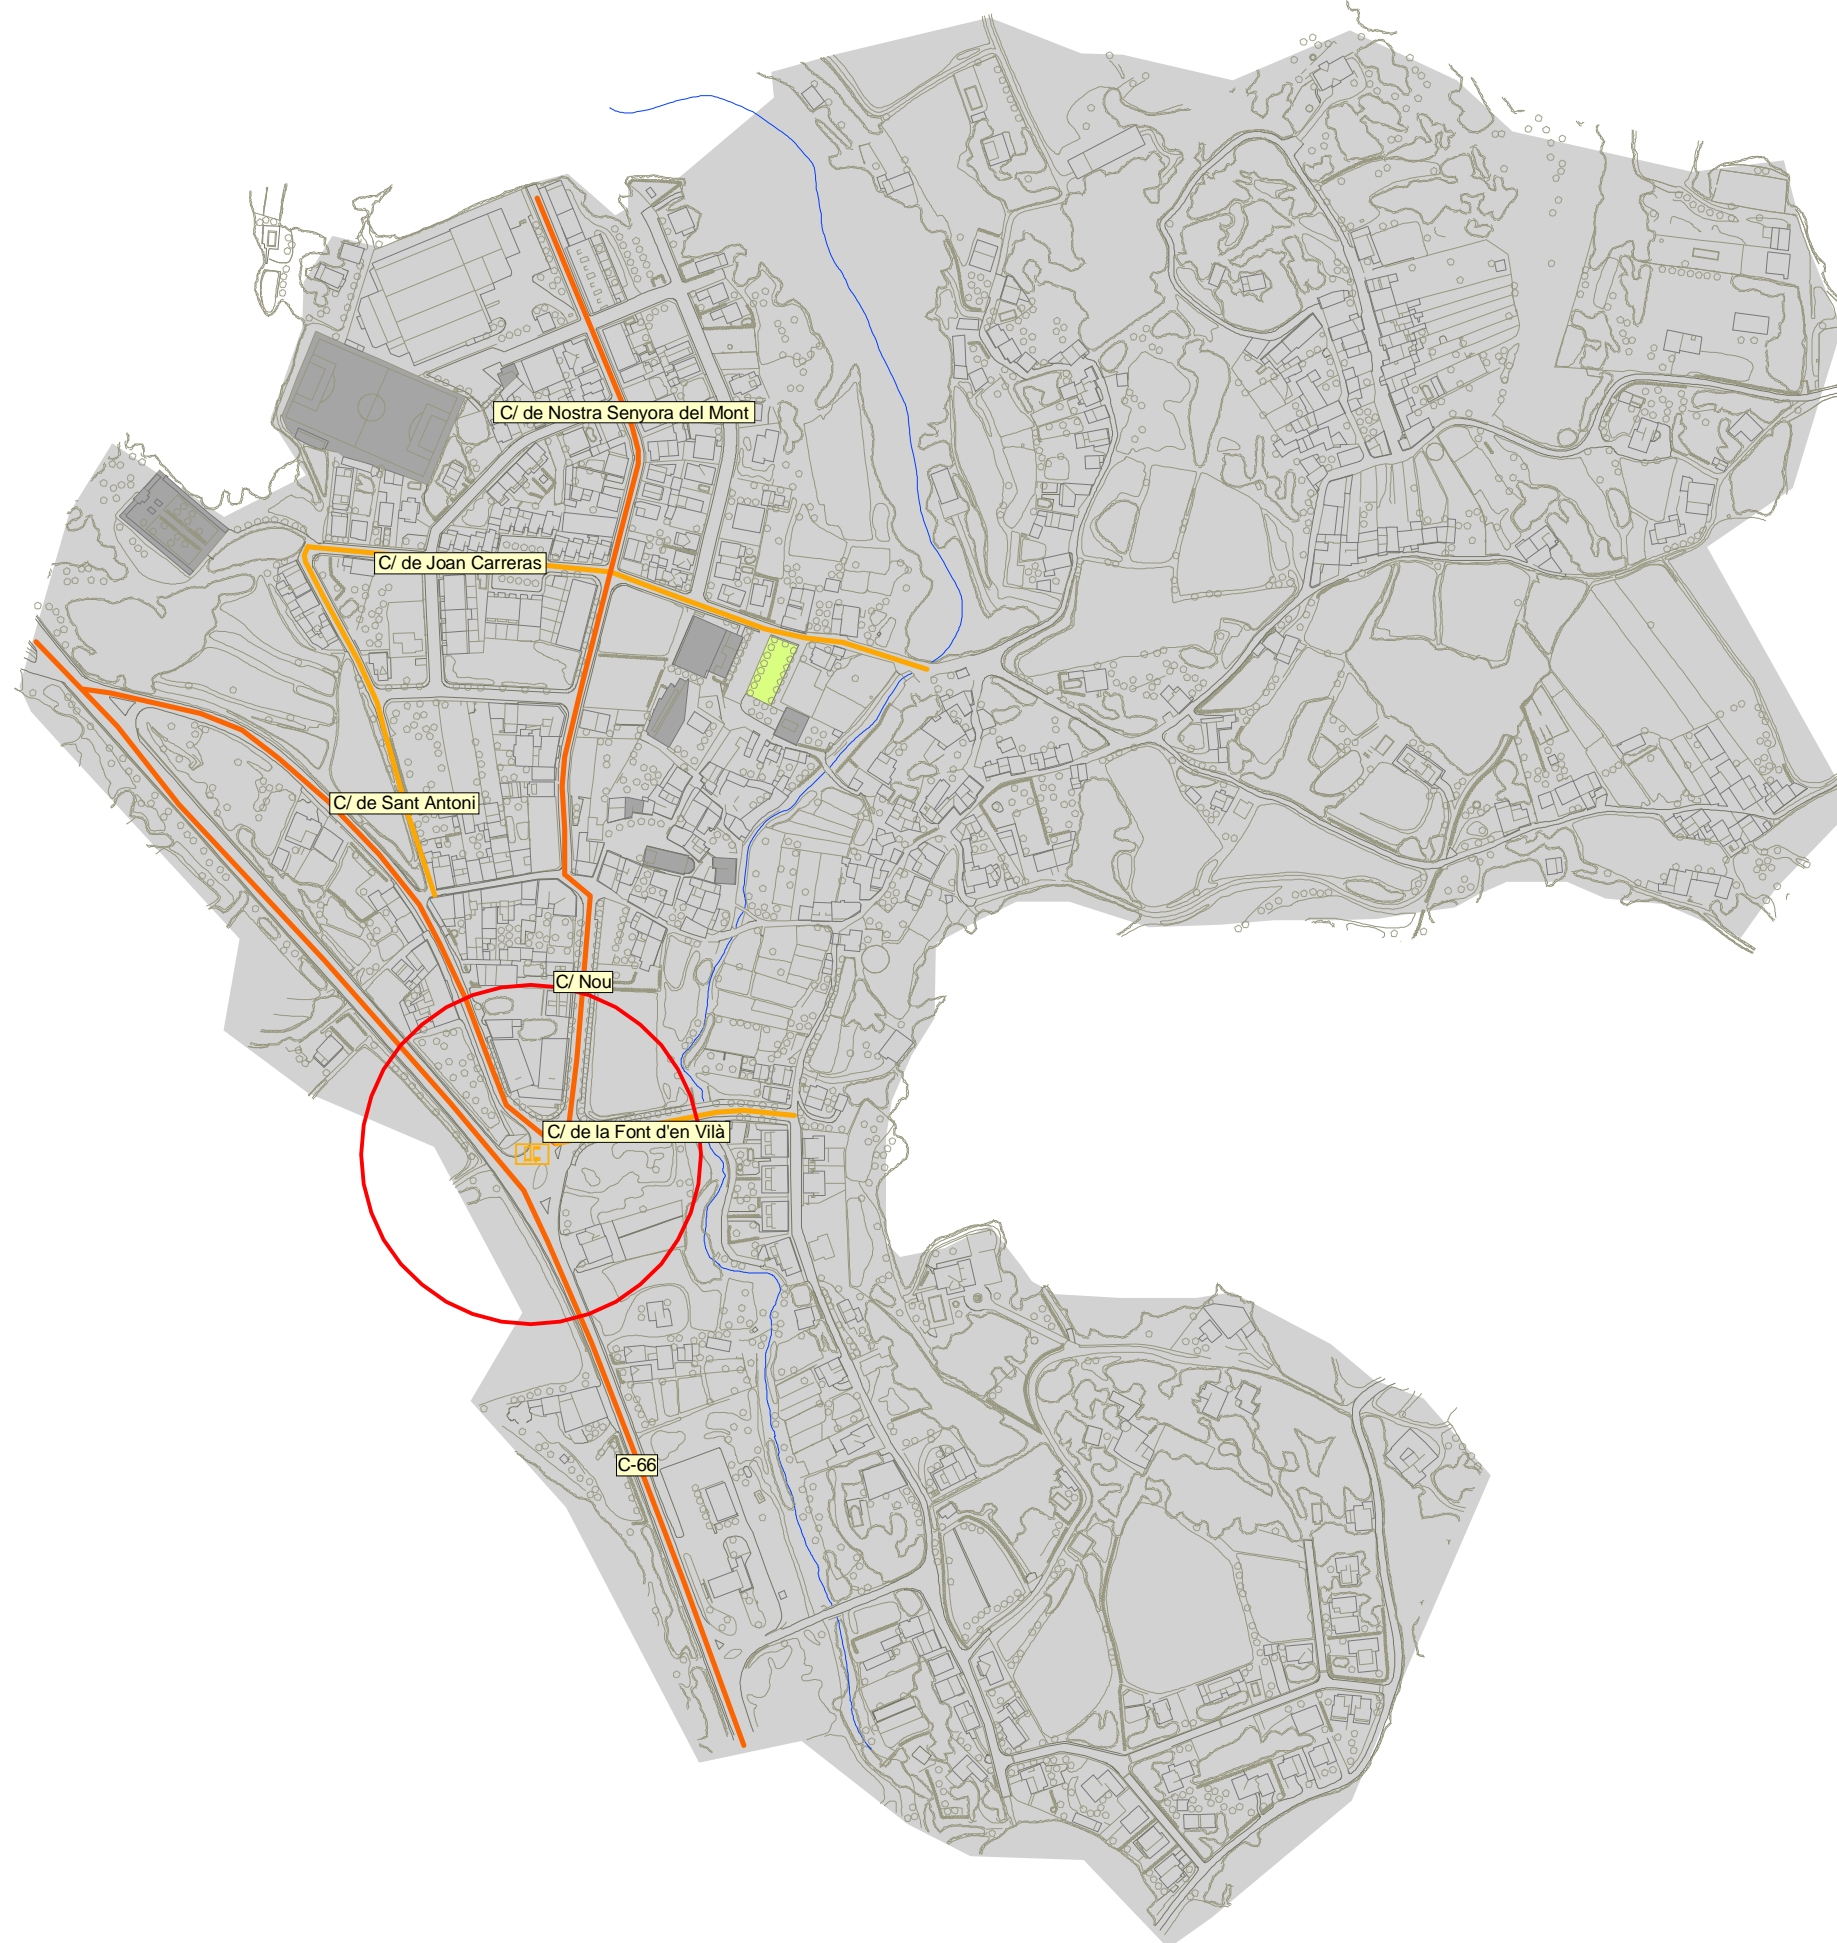 C/ de Nostra Senyora del Mont
C/ de Joan Carreras
C/ de Sant Antoni
C/ Nou
C/ de la Font d'en Vilà
C-66